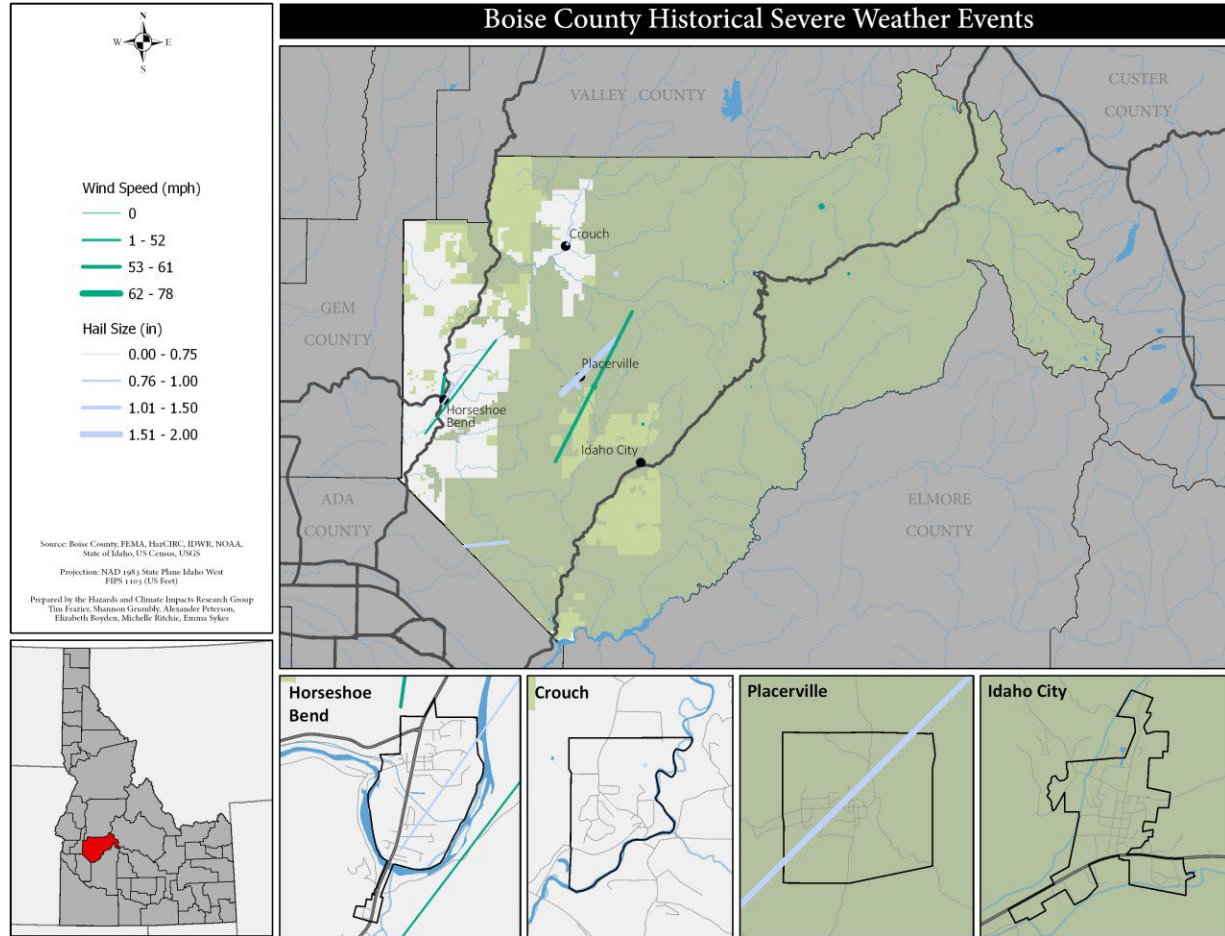 Boise County Historical Severe Weather Events
N
W E
S
Wind Speed (mph)
0
1 - 52
53 - 61
62 - 78
Hail Size (in)
0.00 - 0.75
0.76 - 1.00
1.01 - 1.50
1.51 - 2.00
Source: Boise County, FEMA, HazCIRC, IDWR, NOAA,
State of Idaho, US Census, USGS
Projection: NAD 1983 State Plane Idaho West
FIPS 1103 (US Feet)
Prepared by the Hazards and Climate Impacts Research Group
Tim Frazier, Shannon Grumbly, Alexander Peterson,
Elizabeth Boyden, Michelle Ritchie, Emma Sykes
VALLEY COUNTY
CUSTER
COUNTY
Crouch
GEM
COUNTY
Placerville
Horseshoe
Bend
Idaho City
ADA
COUNTY
ELMORE
COUNTY
Horseshoe
Bend
Crouch
Placerville
Idaho City